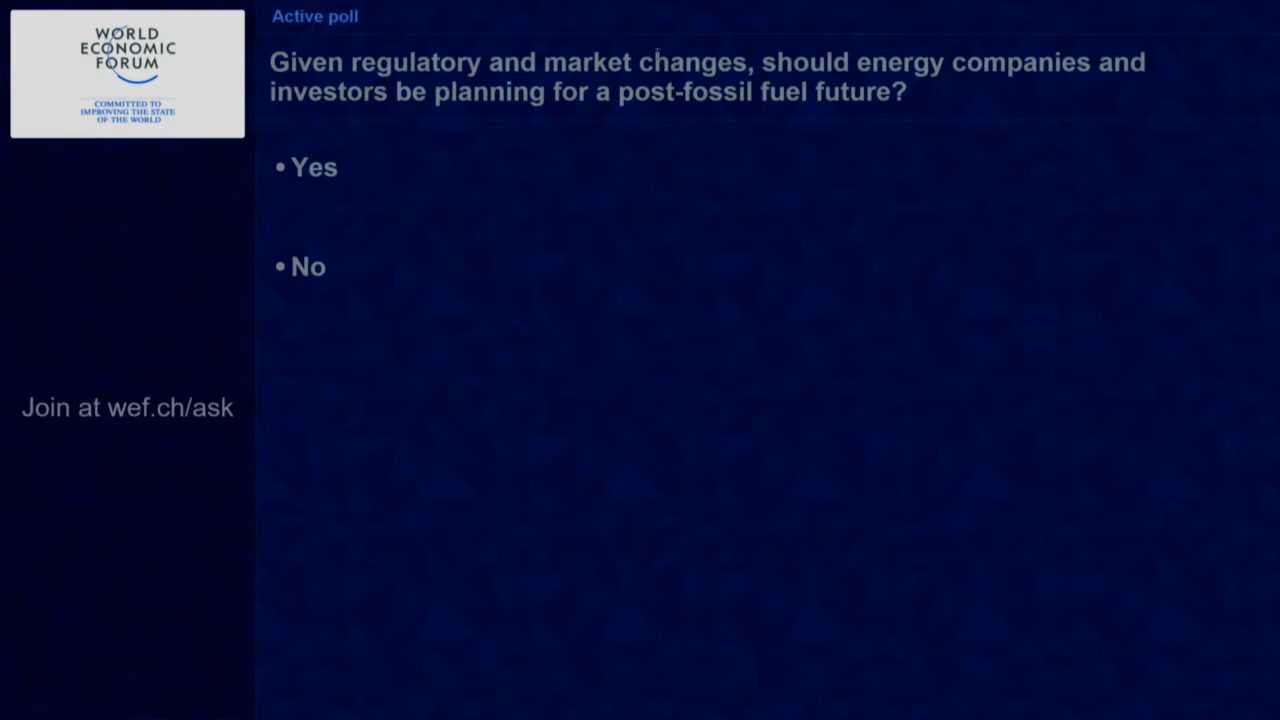 WORLD
ECONOMIC
FORUM
COMMITTED TO
IMPROVING THE STATE
OF THE WORLD
Active poll
Given regulatory and market changes, should energy companies and
investors be planning for a post-fossil fuel future?
• Yes
• No
Join at wef.ch/ask